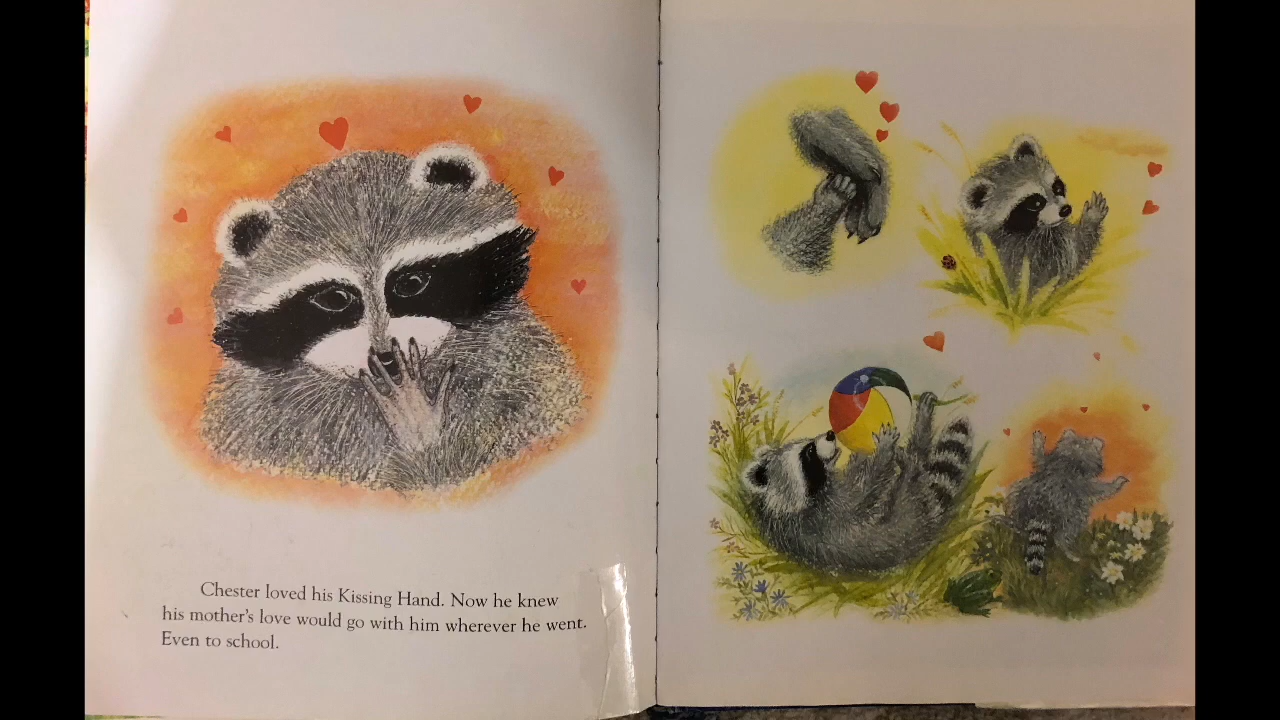 Chester loved his Kissing Hand. Now he knew
his mother's love would go with him wherever he went.
Even to school.